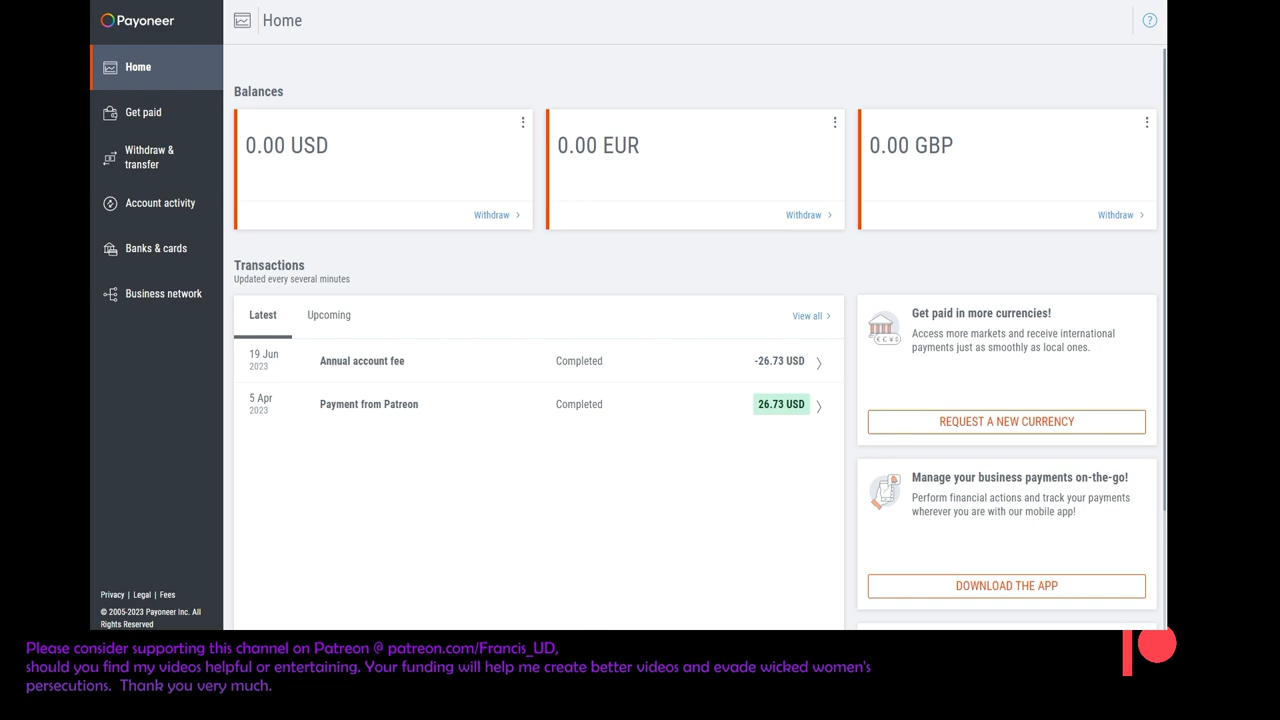 Payoneer
Home
?
Home
Get paid
Withdraw &
transfer
Account activity
Banks & cards
Business network
Privacy | Legal | Fees
© 2005-2023 Payoneer Inc. All
Rights Reserved
Balances
0.00 USD
Withdraw >
0.00 EUR
Withdraw >
0.00 GBP
Withdraw >
Transactions
Updated every several minutes
Latest Upcoming View all >
19 Jun
2023
Annual account fee Completed -26.73 USD >
5 Apr
2023
Payment from Patreon Completed 26.73 USD >
Get paid in more currencies!
Access more markets and receive international
payments just as smoothly as local ones.
REQUEST A NEW CURRENCY
Manage your business payments on-the-go!
Perform financial actions and track your payments
wherever you are with our mobile app!
DOWNLOAD THE APP
Please consider supporting this channel on Patreon @ patreon.com/Francis_UD,
should you find my videos helpful or entertaining. Your funding will help me create better videos and evade wicked women's
persecutions. Thank you very much.